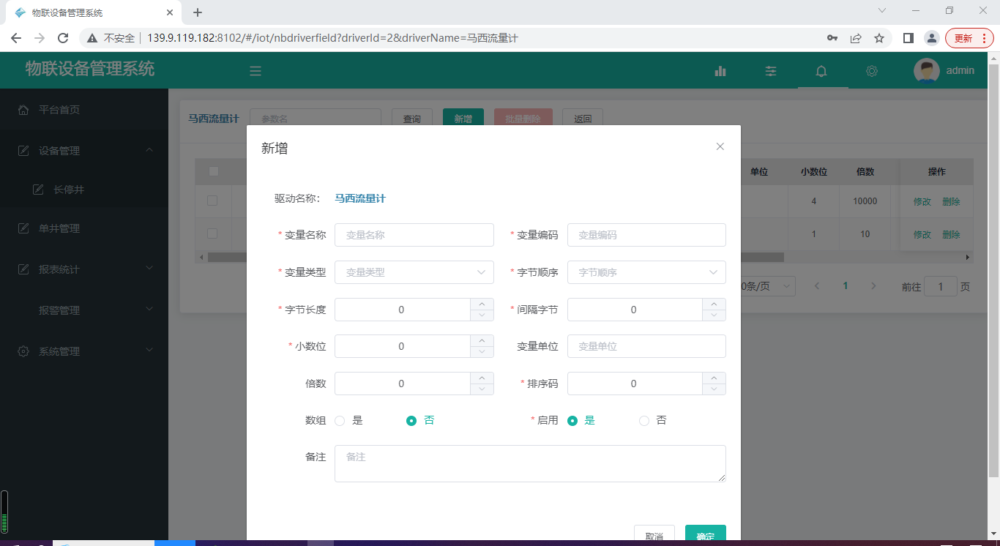 物联设备管理系统
不安全 139.9.119.182:8102/#/iot/nbdriverfield?driverId=2&driverName=马西流量计 更新
物联设备管理系统 admin
平台首页
设备管理
长停井
单井管理
报表统计
报警管理
系统管理
马西流量计 参数名 查询 新增 批量删除 返回
单位 小数位 倍数 操作
4 10000 修改 删除
1 10 修改 删除
0条/页 1 前往 1 页
新增
驱动名称： 马西流量计
* 变量名称 变量名称 * 变量编码 变量编码
* 变量类型 变量类型 * 字节顺序 字节顺序
* 字节长度 0 * 间隔字节 0
* 小数位 0 变量单位 变量单位
倍数 0 * 排序码 0
数组 是 否 * 启用 是 否
备注 备注
取消 确定